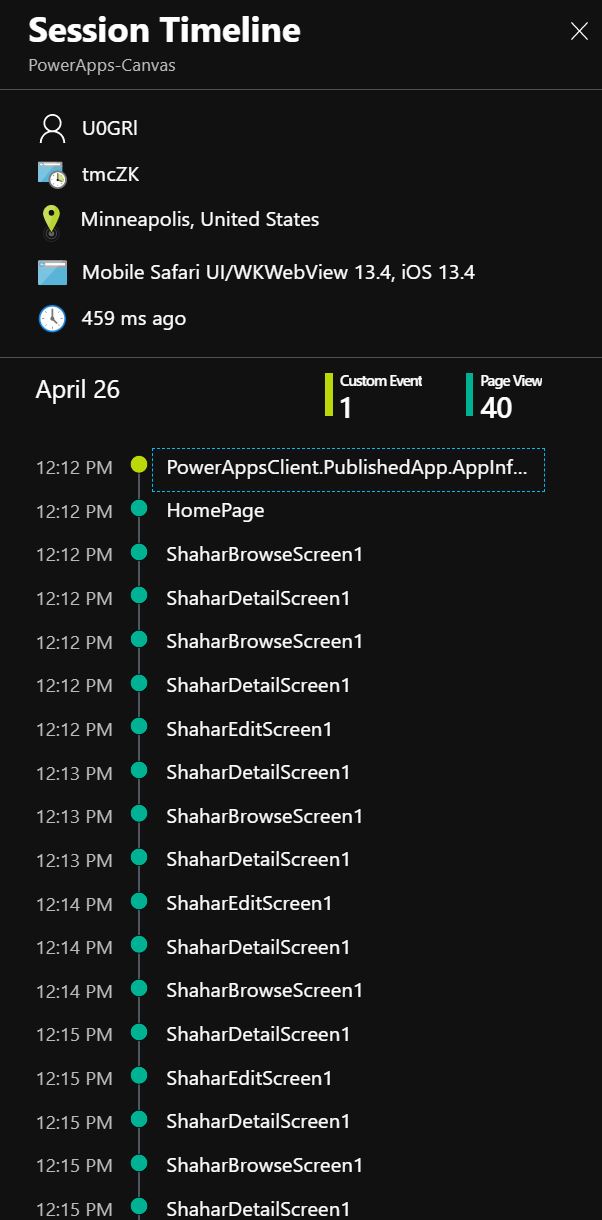 Session Timeline
PowerApps-Canvas
U0GRl
tmcZK
Minneapolis, United States
Mobile Safari UI/WKWebView 13.4, iOS 13.4
459 ms ago
April 26
Custom Event
1
Page View
40
12:12 PM PowerAppsClient.PublishedApp.AppInf...
12:12 PM HomePage
12:12 PM ShaharBrowseScreen1
12:12 PM ShaharDetailScreen1
12:12 PM ShaharBrowseScreen1
12:12 PM ShaharDetailScreen1
12:12 PM ShaharEditScreen1
12:13 PM ShaharDetailScreen1
12:13 PM ShaharBrowseScreen1
12:13 PM ShaharDetailScreen1
12:14 PM ShaharEditScreen1
12:14 PM ShaharDetailScreen1
12:14 PM ShaharBrowseScreen1
12:15 PM ShaharDetailScreen1
12:15 PM ShaharEditScreen1
12:15 PM ShaharDetailScreen1
12:15 PM ShaharBrowseScreen1
12:15 PM ShaharDetailScreen1